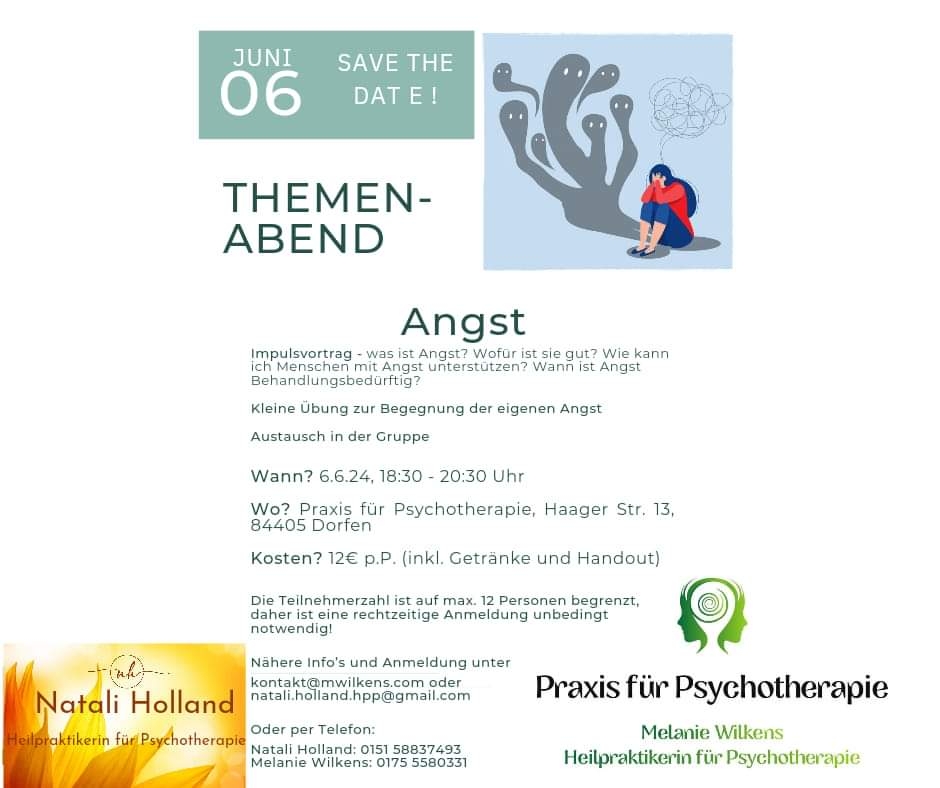 JUNI
06
SAVE THE
DAT E !
THEMEN-
ABEND
Angst
Impulsvortrag - was ist Angst? Wofür ist sie gut? Wie kann
ich Menschen mit Angst unterstützen? Wann ist Angst
Behandlungsbedürftig?
Kleine Übung zur Begegnung der eigenen Angst
Austausch in der Gruppe
Wann? 6.6.24, 18:30 - 20:30 Uhr
Wo? Praxis für Psychotherapie, Haager Str. 13,
84405 Dorfen
Kosten? 12€ p.P. (inkl. Getränke und Handout)
Die Teilnehmerzahl ist auf max. 12 Personen begrenzt,
daher ist eine rechtzeitige Anmeldung unbedingt
notwendig!
Nähere Info's und Anmeldung unter
kontakt@mwilkens.com oder
natali.holland.hpp@gmail.com
Oder per Telefon:
Natali Holland: 0151 58837493
Melanie Wilkens: 0175 5580331
nh
Natali Holland
Heilpraktikerin für Psychotherapie
Praxis für Psychotherapie
Melanie Wilkens
Heilpraktikerin für Psychotherapie